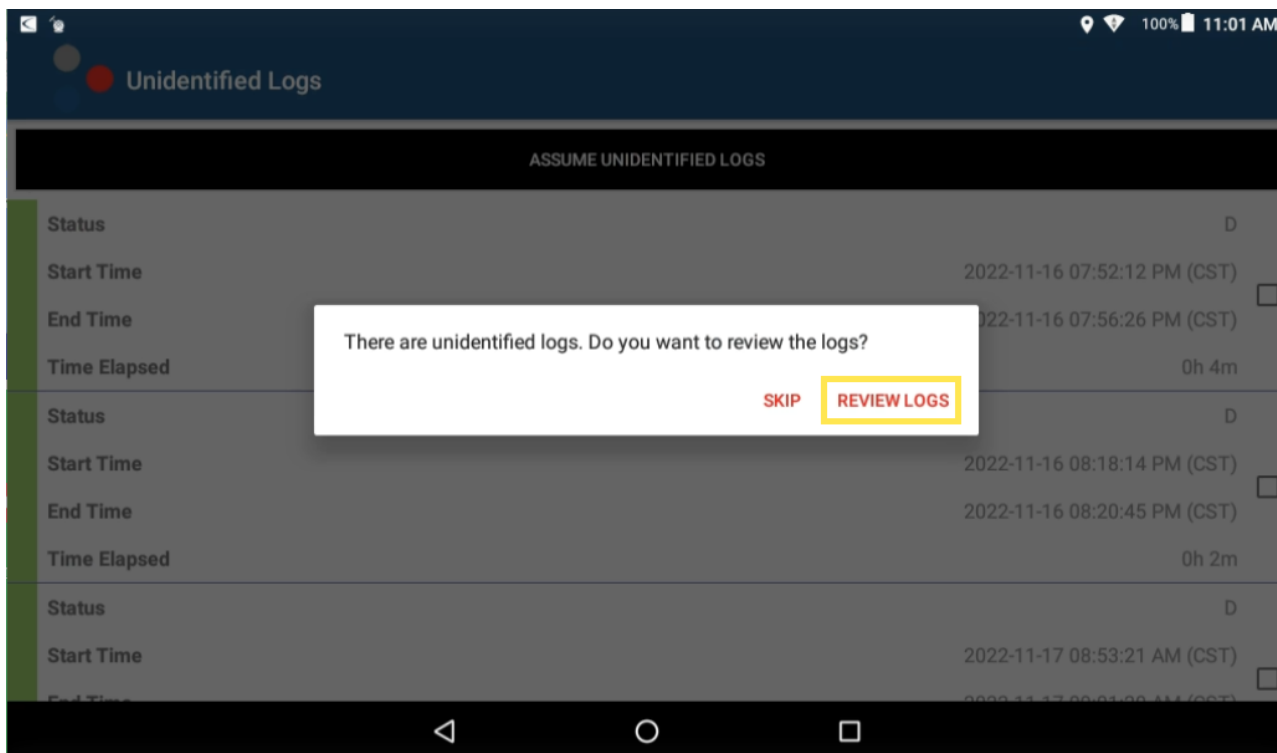 100% 11:01 AM
Unidentified Logs
ASSUME UNIDENTIFIED LOGS
Status D
Start Time 2022-11-16 07:52:12 PM (CST)
End Time 022-11-16 07:56:26 PM (CST)
Time Elapsed 0h 4m
There are unidentified logs. Do you want to review the logs?
SKIP REVIEW LOGS
Status D
Start Time 2022-11-16 08:18:14 PM (CST)
End Time 2022-11-16 08:20:45 PM (CST)
Time Elapsed 0h 2m
Status D
Start Time 2022-11-17 08:53:21 AM (CST)
End Time